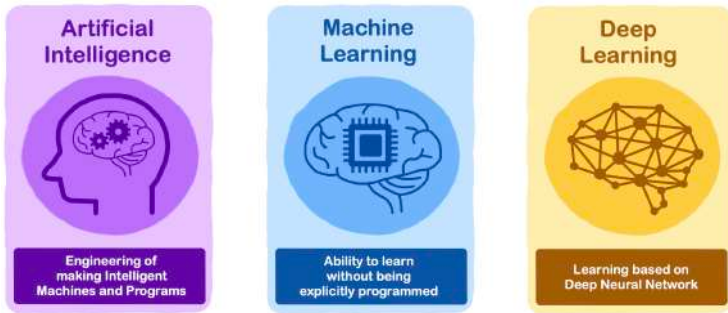 Artificial
Intelligence
Engineering of
making Intelligent
Machines and Programs
Machine
Learning
Ability to learn
without being
explicitly programmed
Deep
Learning
Learning based on
Deep Neural Network